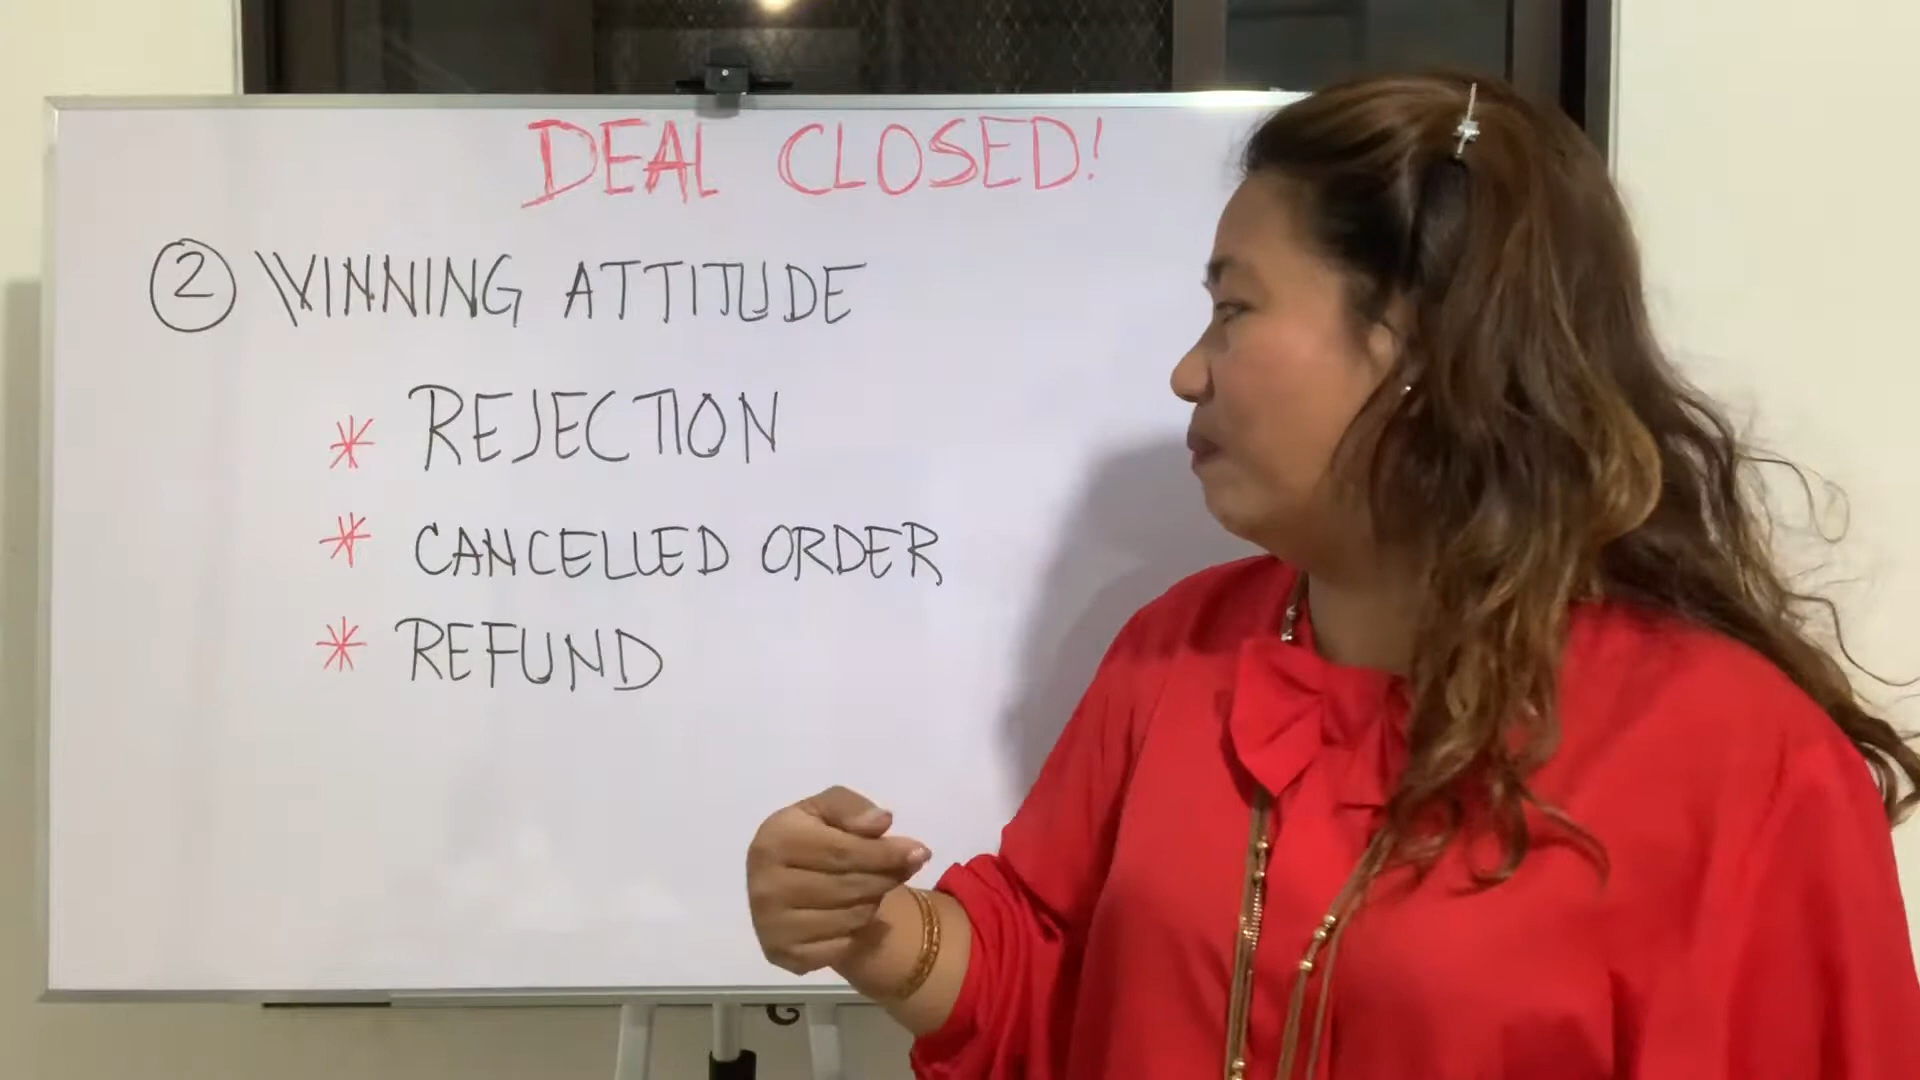 DEAL CLOSED!
2 WINNING ATTITUDE
* REJECTION
* CANCELLED ORDER
* REFUND